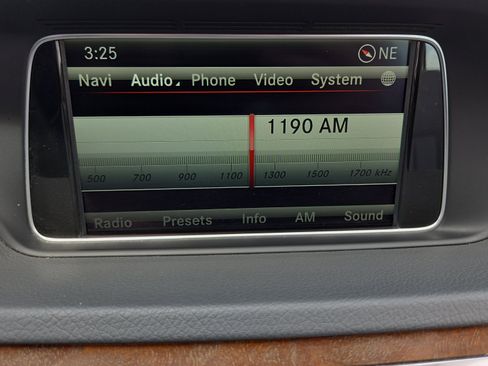 3:25 NE
Navi Audio Phone Video System
1190 AM
500 700 900 1100 1300 1500 1700 kHz
Radio Presets Info AM Sound